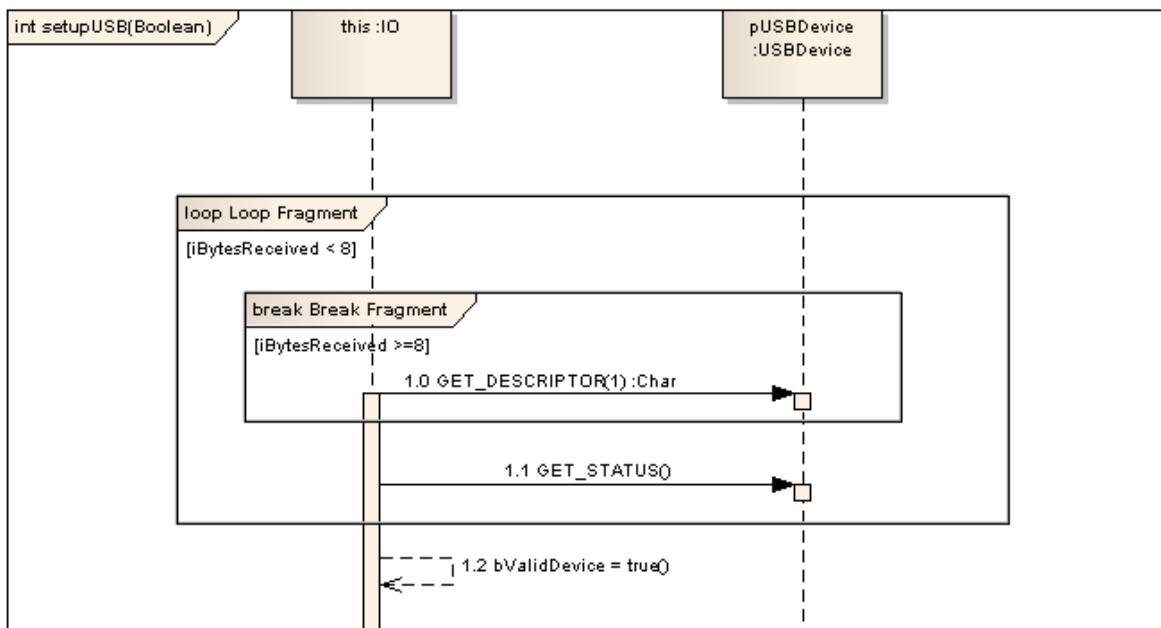 int setupUSB(Boolean)
this :IO
pUSBDevice
:USBDevice
loop Loop Fragment
[iBytesReceived < 8]
break Break Fragment
[iBytesReceived >=8]
1.0 GET_DESCRIPTOR(1) :Char
1.1 GET_STATUS()
1.2 bValidDevice = true()